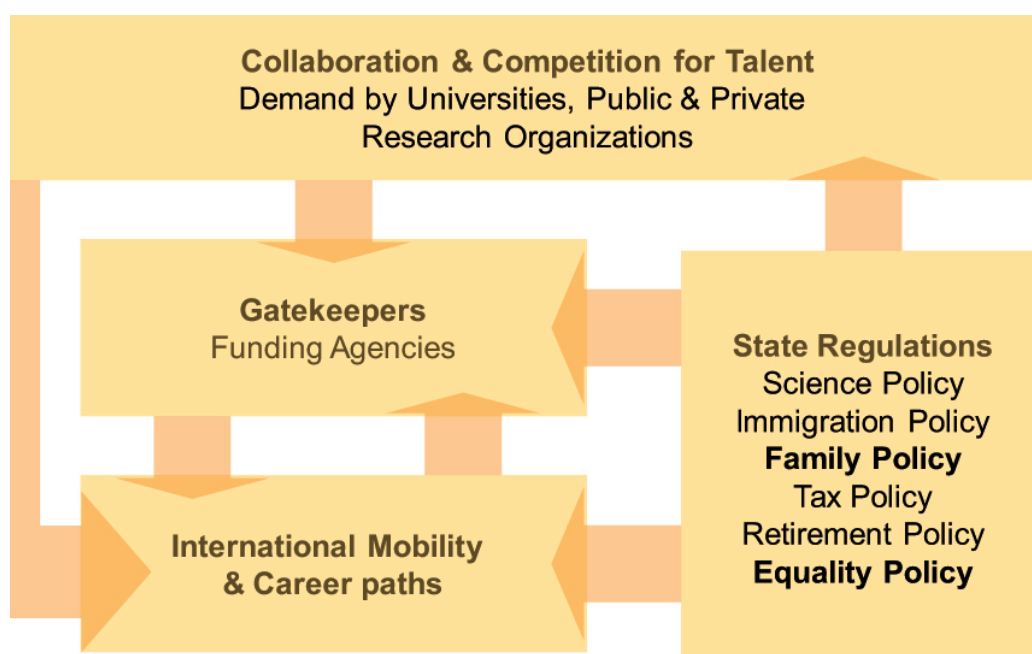 Collaboration & Competition for Talent
Demand by Universities, Public & Private
Research Organizations
Gatekeepers
Funding Agencies
State Regulations
Science Policy
Immigration Policy
Family Policy
Tax Policy
Retirement Policy
Equality Policy
International Mobility
& Career paths